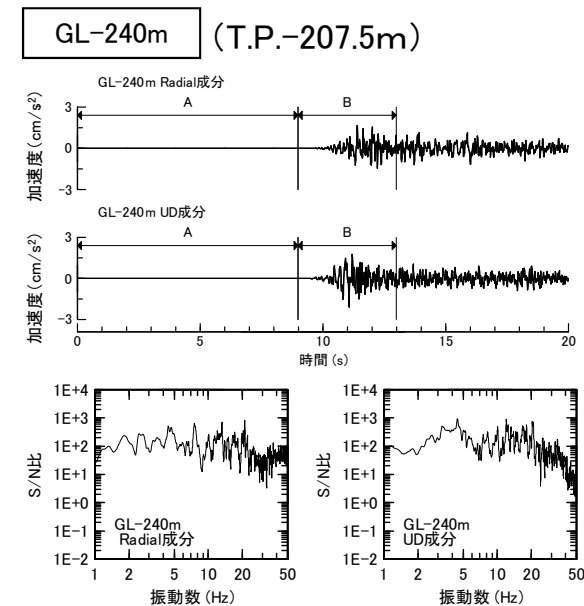 GL-240m (T.P.-207.5m)
GL-240m Radial成分
A B
加速度(cm/s²)
3
0
-3
GL-240m UD成分
A B
加速度(cm/s²)
3
0
-3
0 5 10 15 20
時間(s)
S/N比
1E+4
1E+3
1E+2
1E+1
1E+0
1E-1
1E-2
GL-240m
Radial成分
1 2 5 10 20 50
振動数(Hz)
S/N比
1E+4
1E+3
1E+2
1E+1
1E+0
1E-1
1E-2
GL-240m
UD成分
1 2 5 10 20 50
振動数(Hz)